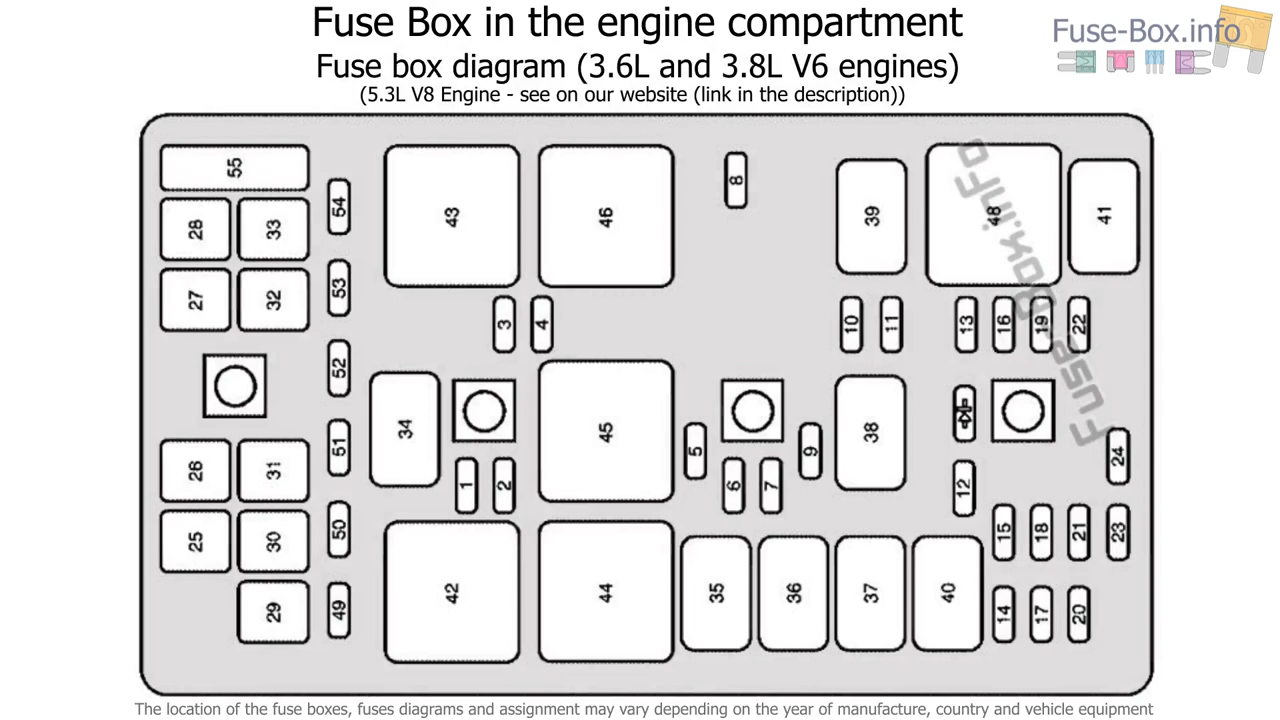 Fuse Box in the engine compartment
Fuse-Box.info
Fuse box diagram (3.6L and 3.8L V6 engines)
(5.3L V8 Engine - see on our website (link in the description))
55
28 33 54 43 46 8 39 48 41
27 32 53 3 4 10 11 13 16 19 22
52 34 45 38
26 31 51 1 2 5 6 7 9 12 24
25 30 50 15 18 21 23
29 49 42 44 35 36 37 40 14 17 20
Fuse-Box.info
The location of the fuse boxes, fuses diagrams and assignment may vary depending on the year of manufacture, country and vehicle equipment